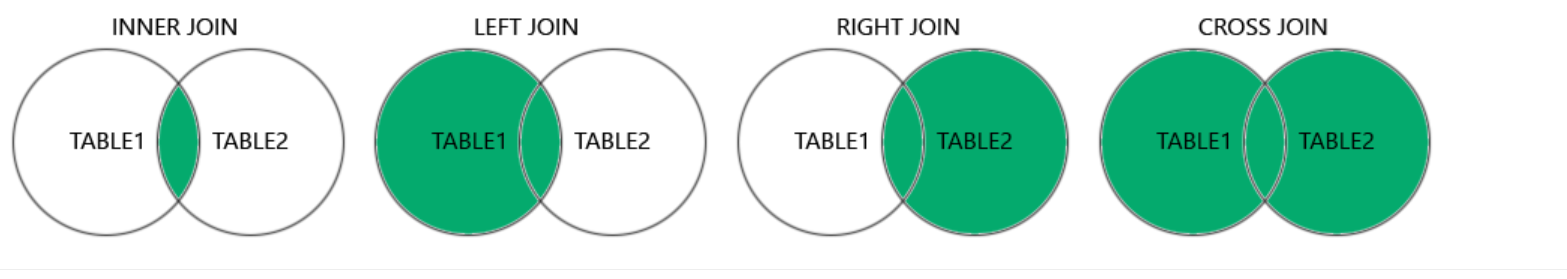 INNER JOIN
LEFT JOIN
RIGHT JOIN
CROSS JOIN
TABLE1
TABLE2
TABLE1
TABLE2
TABLE1
TABLE2
TABLE1
TABLE2